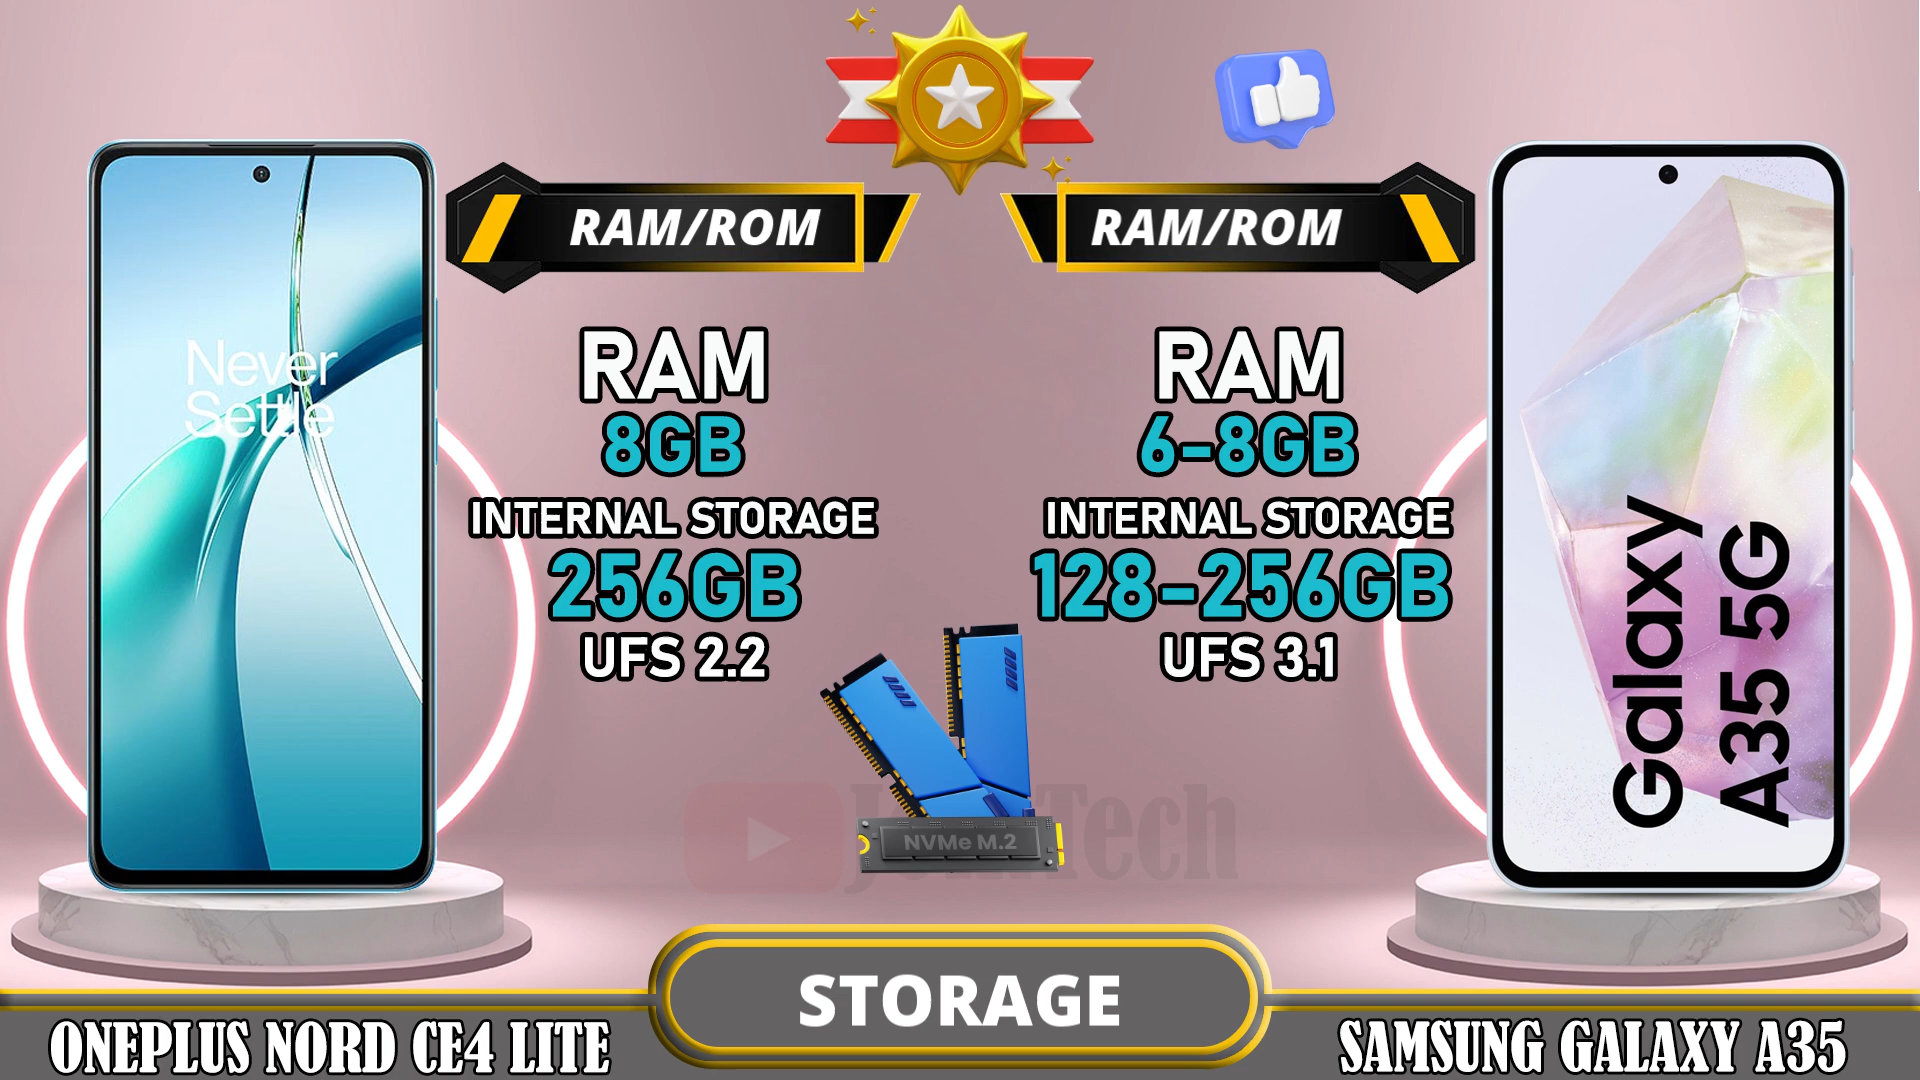 RAM/ROM
RAM/ROM
Never
Settle
RAM
8GB
INTERNAL STORAGE
256GB
UFS 2.2
RAM
6-8GB
INTERNAL STORAGE
128-256GB
UFS 3.1
Galaxy
A35 5G
NVMe M.2
STORAGE
ONEPLUS NORD CE4 LITE
SAMSUNG GALAXY A35